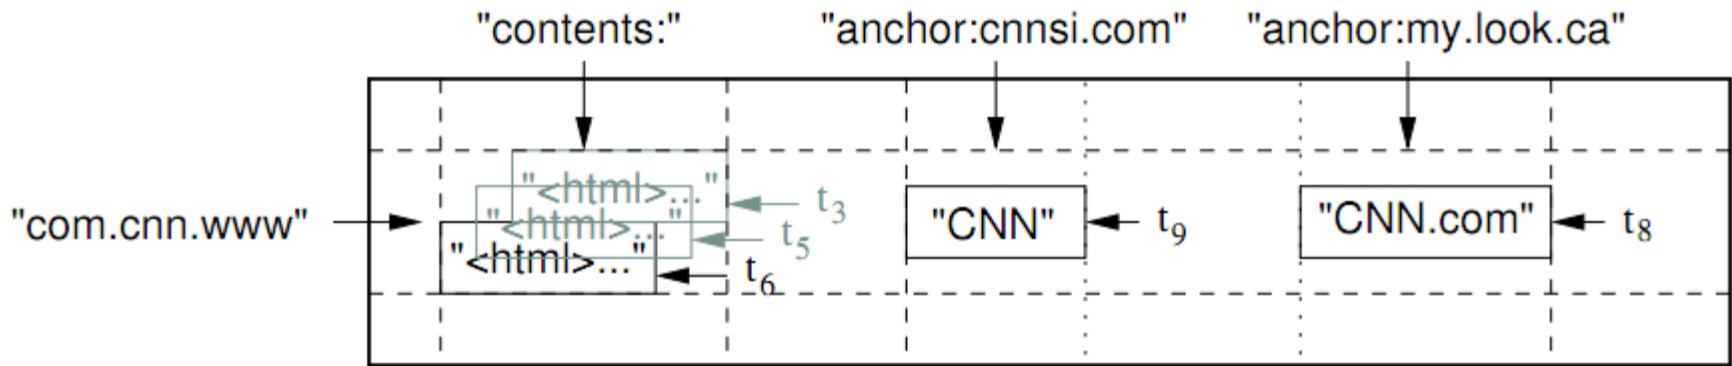 "contents:" "anchor:cnnsi.com" "anchor:my.look.ca"
"<html>..." t3
"com.cnn.www" "<html>..." t5 "CNN" t9 "CNN.com" t8
"<html>..." t6